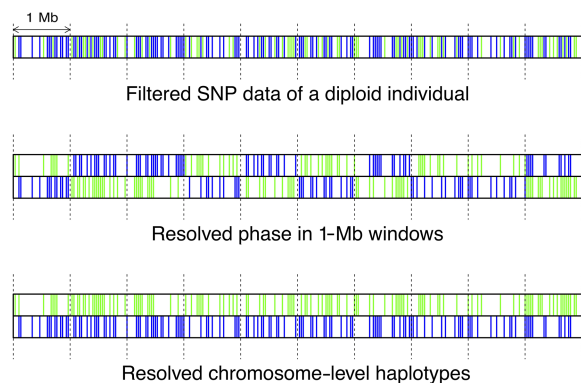 1 Mb
Filtered SNP data of a diploid individual
Resolved phase in 1-Mb windows
Resolved chromosome-level haplotypes